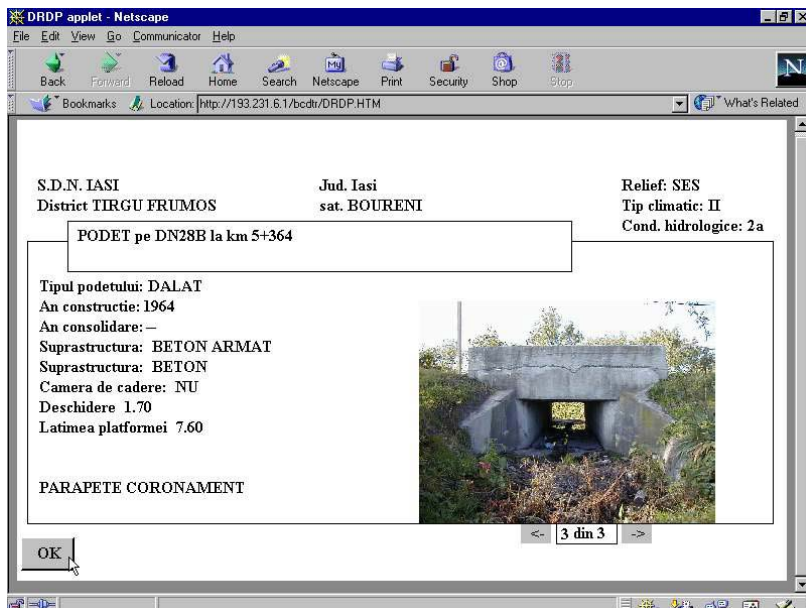 DRDP applet - Netscape
File Edit View Go Communicator Help
Back Forward Reload Home Search Netscape Print Security Shop Stop
Bookmarks Location: http://193.231.6.1/bcdtr/DRDP.HTM What's Related
S.D.N. IASI Jud. Iasi Relief: SES
District TIRGU FRUMOS sat. BOURENI Tip climatic: II
Cond. hidrologice: 2a
PODET pe DN28B la km 5+364
Tipul podetului: DALAT
An constructie: 1964
An consolidare: --
Suprastructura: BETON ARMAT
Suprastructura: BETON
Camera de cadere: NU
Deschidere 1.70
Latimea platformei 7.60
PARAPETE CORONAMENT
<- 3 din 3 ->
OK